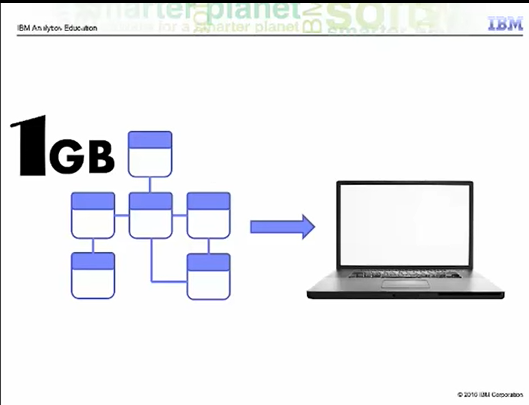 smarter planet
IBM Analytics Education
IBM
1GB
© 2010 IBM Corporation